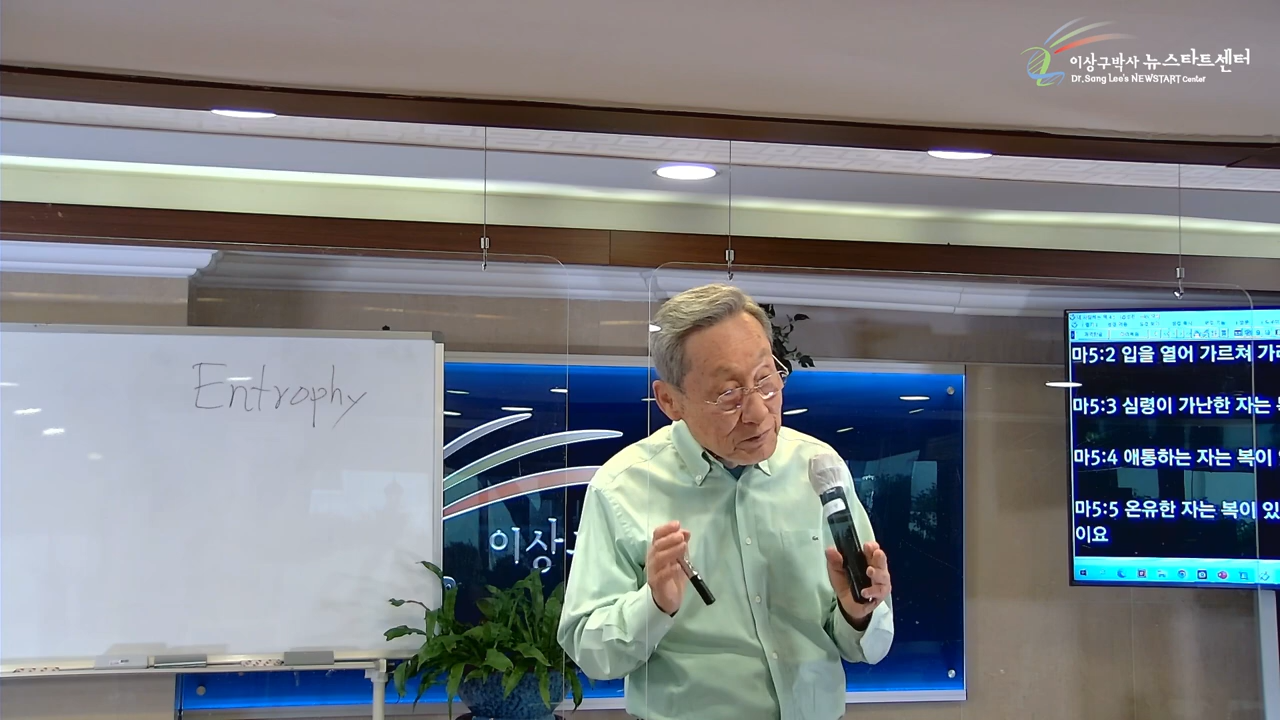 이상구박사 뉴스타트센터
Dr. Sang Lee's NEWSTART Center
Entrophy
이상
마5:2 입을 열어 가르쳐
마5:3 심령이 가난한 자는
마5:4 애통하는 자는 복이
마5:5 온유한 자는 복이 있
이요